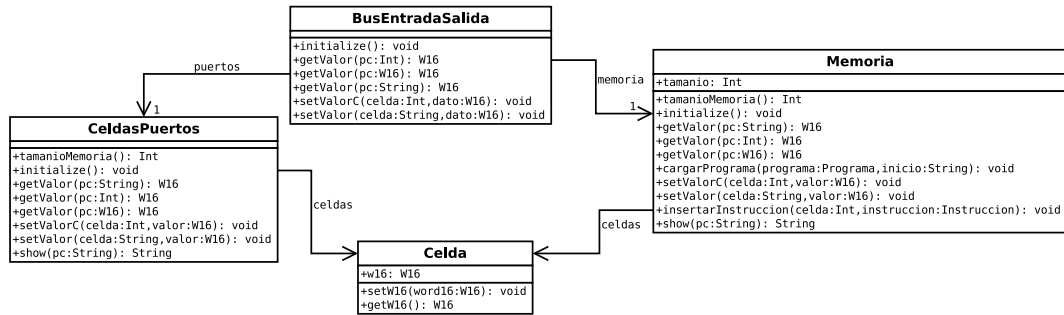 BusEntradaSalida
+initialize(): void
+getValor(pc:Int): W16
+getValor(pc:W16): W16
+getValor(pc:String): W16
+setValorC(celda:Int,dato:W16): void
+setValor(celda:String,dato:W16): void
puertos
1
memoria
1
Memoria
+tamanio: Int
+tamanioMemoria(): Int
+initialize(): void
+getValor(pc:String): W16
+getValor(pc:Int): W16
+getValor(pc:W16): W16
+cargarPrograma(programa:Programa,inicio:String): void
+setValorC(celda:Int,valor:W16): void
+setValor(celda:String,valor:W16): void
+insertarInstruccion(celda:Int,instruccion:Instruccion): void
+show(pc:String): String
CeldasPuertos
+tamanioMemoria(): Int
+initialize(): void
+getValor(pc:String): W16
+getValor(pc:Int): W16
+getValor(pc:W16): W16
+setValorC(celda:Int,valor:W16): void
+setValor(celda:String,valor:W16): void
+show(pc:String): String
celdas
celdas
Celda
+w16: W16
+setW16(word16:W16): void
+getW16(): W16